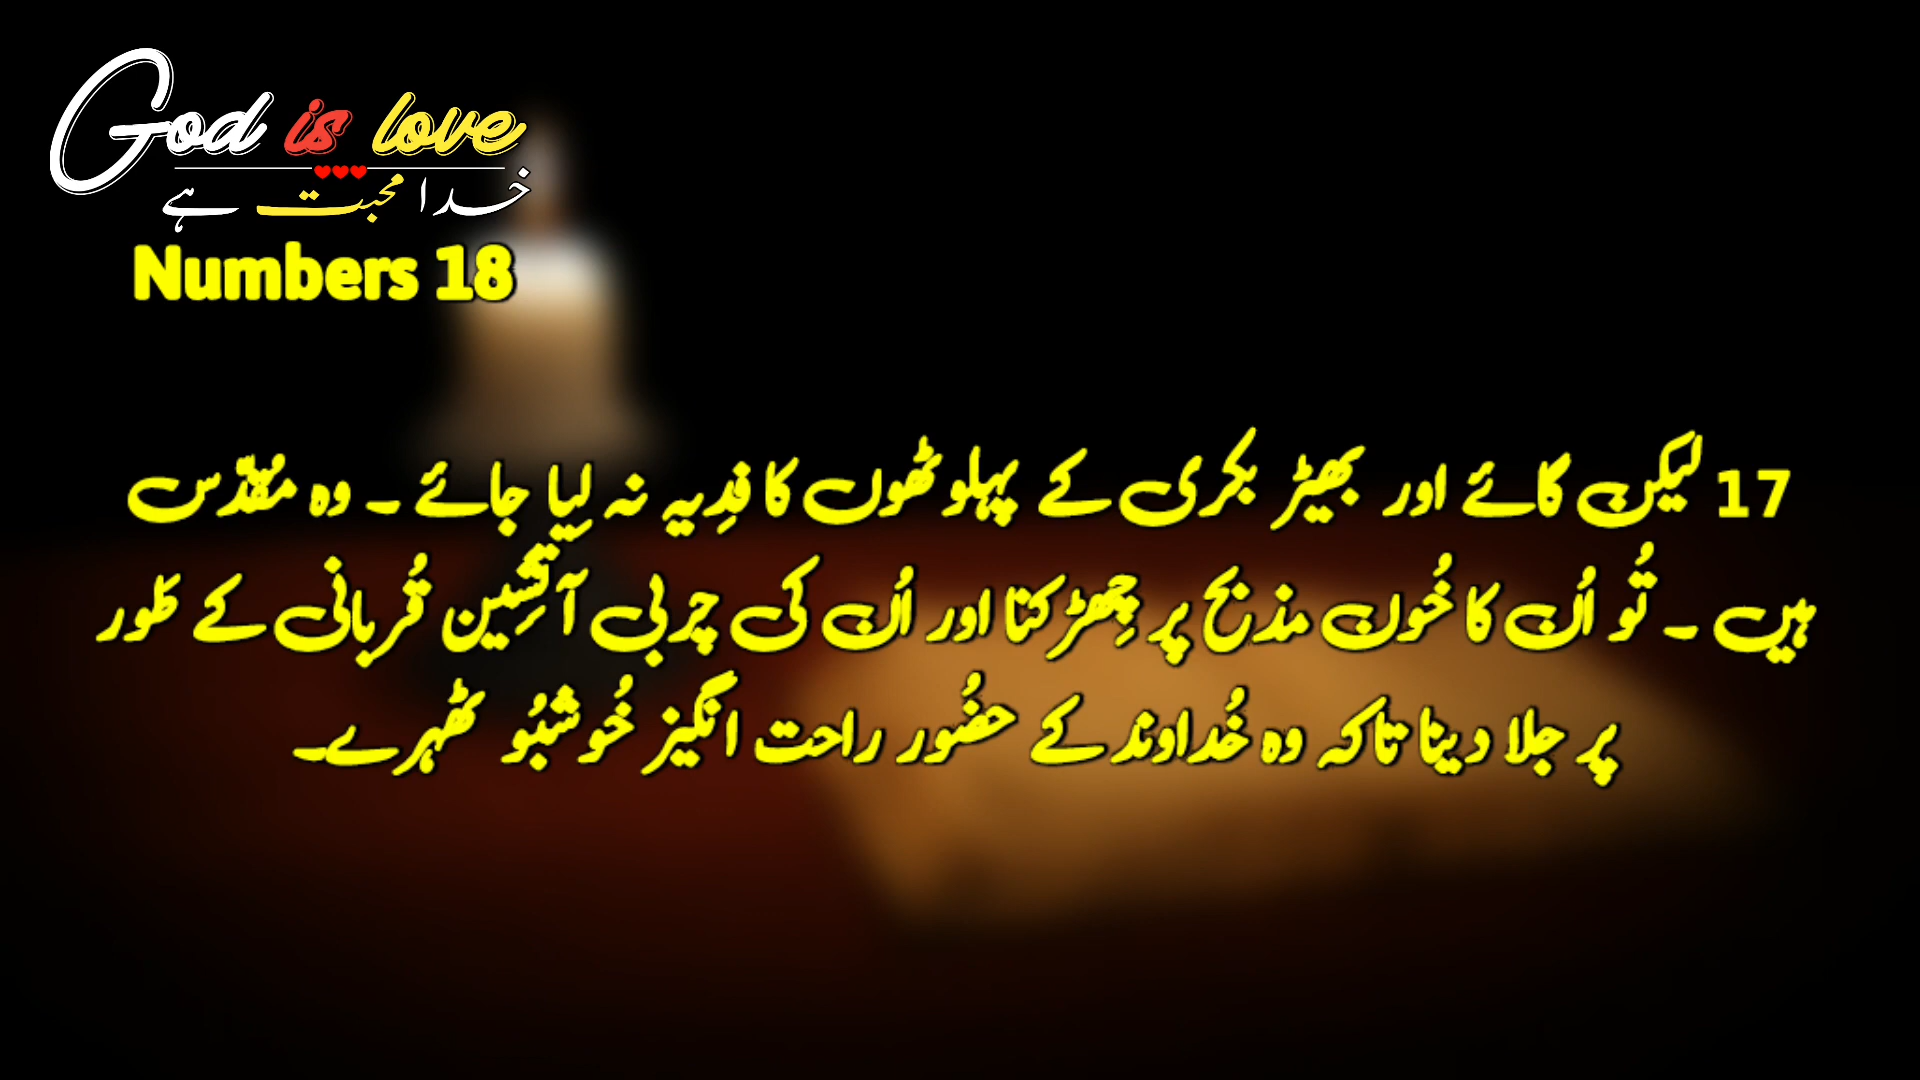 God is love
خدا محبت ہے
Numbers 18
17 لیکن گائے اور بھیڑ بکری کے پہلوٹھوں کا فِدیہ نہ لِیا جائے ۔ وہ مُقدّس
ہیں ۔ تُو اُن کا خُون مذبح پر چِھڑکنا اور اُن کی چربی آتشِین قُربانی کے طَور
پر جلا دینا تاکہ وہ خُداوند کے حضُور راحت انگیز خُوشبُو ٹھہرے۔